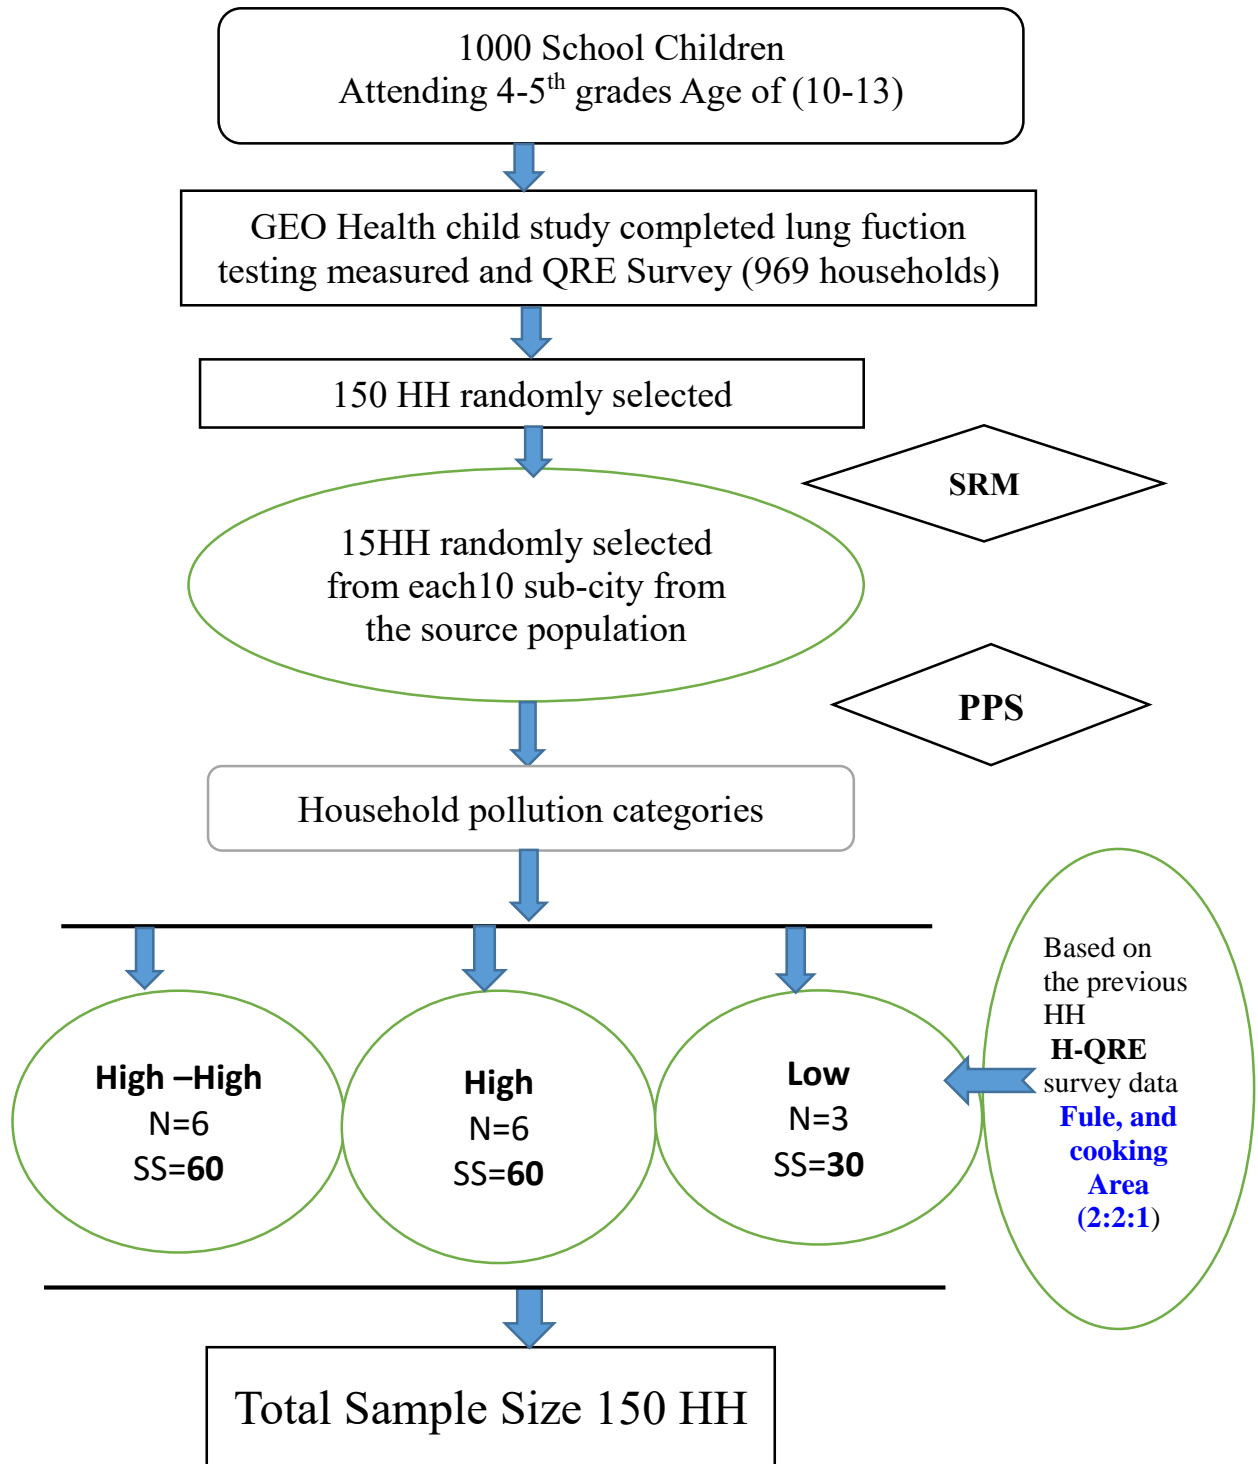 1000 School Children
Attending 4-5th grades Age of (10-13)
GEO Health child study completed lung fuction
testing measured and QRE Survey (969 households)
150 HH randomly selected
SRM
15HH randomly selected
from each10 sub-city from
the source population
PPS
Household pollution categories
High –High
N=6
SS=60
High
N=6
SS=60
Low
N=3
SS=30
Based on
the previous
HH
H-QRE
survey data
Fule, and
cooking
Area
(2:2:1)
Total Sample Size 150 HH